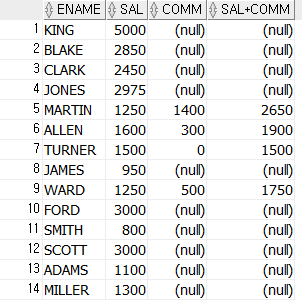 ENAME SAL COMM SAL+COMM
1 KING 5000 (null) (null)
2 BLAKE 2850 (null) (null)
3 CLARK 2450 (null) (null)
4 JONES 2975 (null) (null)
5 MARTIN 1250 1400 2650
6 ALLEN 1600 300 1900
7 TURNER 1500 0 1500
8 JAMES 950 (null) (null)
9 WARD 1250 500 1750
10 FORD 3000 (null) (null)
11 SMITH 800 (null) (null)
12 SCOTT 3000 (null) (null)
13 ADAMS 1100 (null) (null)
14 MILLER 1300 (null) (null)